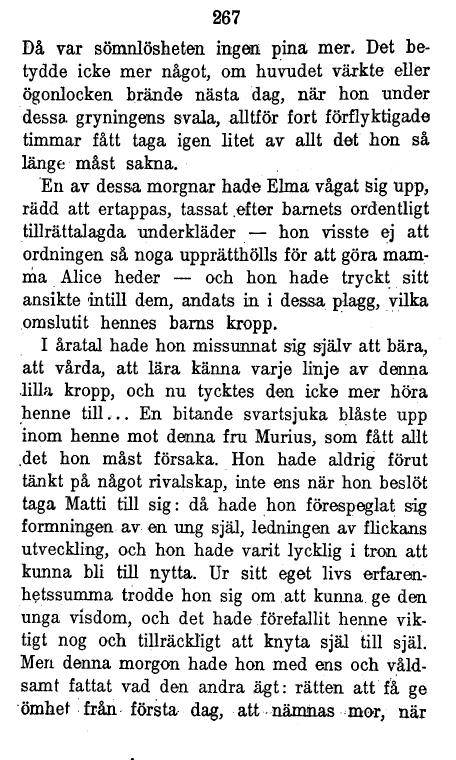 267
Då var sömnlösheten ingen pina mer. Det be-
tydde icke mer något, om huvudet värkte eller
ögonlocken brände nästa dag, när hon under
dessa gryningens svala, alltför fort förflyktigade
timmar fått taga igen litet av allt det hon så
länge måst sakna.
En av dessa morgnar hade Elma vågat sig upp,
rädd att ertappas, tassat efter barnets ordentligt
tillrättalagda underkläder — hon visste ej att
ordningen så noga upprätthölls för att göra mam-
ma Alice heder — och hon hade tryckt sitt
ansikte intill dem, andats in i dessa plagg, vilka
omslutit hennes barns kropp.
I åratal hade hon missunnat sig själv att bära,
att vårda, att lära känna varje linje av denna
lilla kropp, och nu tycktes den icke mer höra
henne till... En bitande svartsjuka blåste upp
inom henne mot denna fru Murius, som fått allt
det hon måst försaka. Hon hade aldrig förut
tänkt på något rivalskap, inte ens när hon beslöt
taga Matti till sig: då hade hon förespeglat sig
formningen av en ung själ, ledningen av flickans
utveckling, och hon hade varit lycklig i tron att
kunna bli till nytta. Ur sitt eget livs erfaren-
hetssumma trodde hon sig om att kunna ge den
unga visdom, och det hade förefallit henne vik-
tigt nog och tillräckligt att knyta själ till själ.
Men denna morgon hade hon med ens och våld-
samt fattat vad den andra ägt: rätten att få ge
ömhet från första dag, att nämnas mor, när